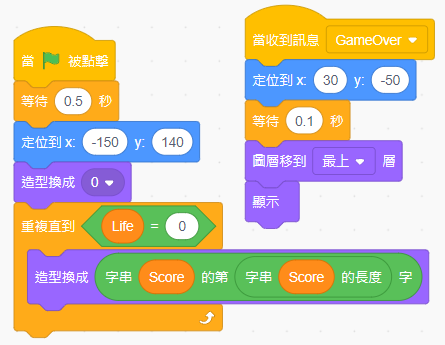 當 被點擊
等待 0.5 秒
定位到 x: -150 y: 140
造型換成 0
重複直到 Life = 0
造型換成 字串 Score 的第 字串 Score 的長度 字
當收到訊息 GameOver
定位到 x: 30 y: -50
等待 0.1 秒
圖層移到 最上 層
顯示